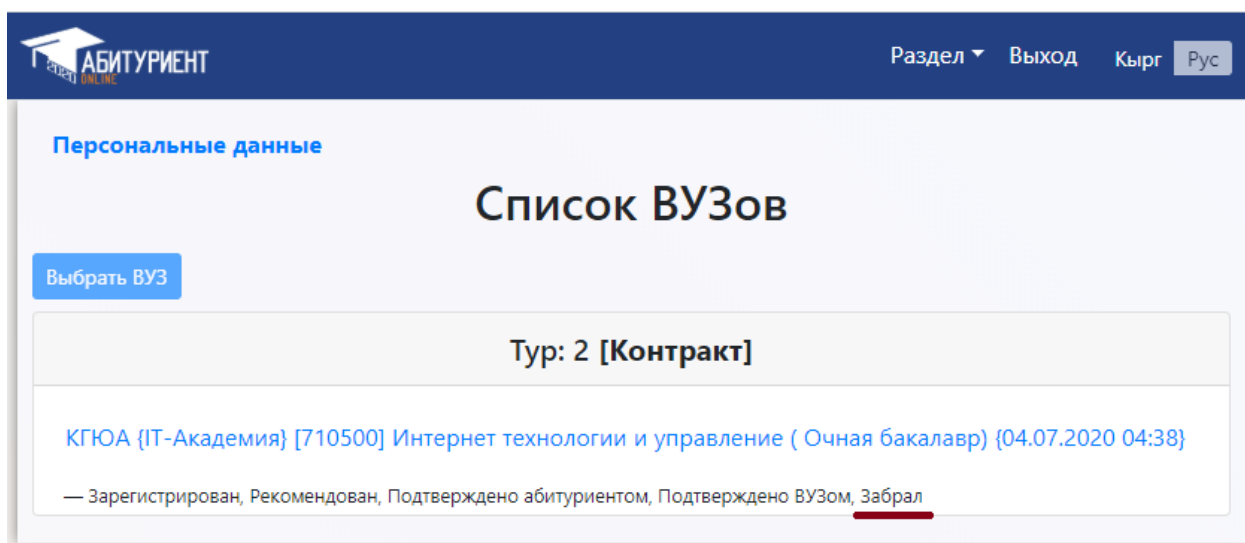 2020 АБИТУРИЕНТ
ONLINE
Раздел Выход Кырг Рус
Персональные данные
Список ВУЗов
Выбрать ВУЗ
Тур: 2 [Контракт]
КГЮА {IT-Академия} [710500] Интернет технологии и управление ( Очная бакалавр) {04.07.2020 04:38}
— Зарегистрирован, Рекомендован, Подтверждено абитуриентом, Подтверждено ВУЗом, Забрал